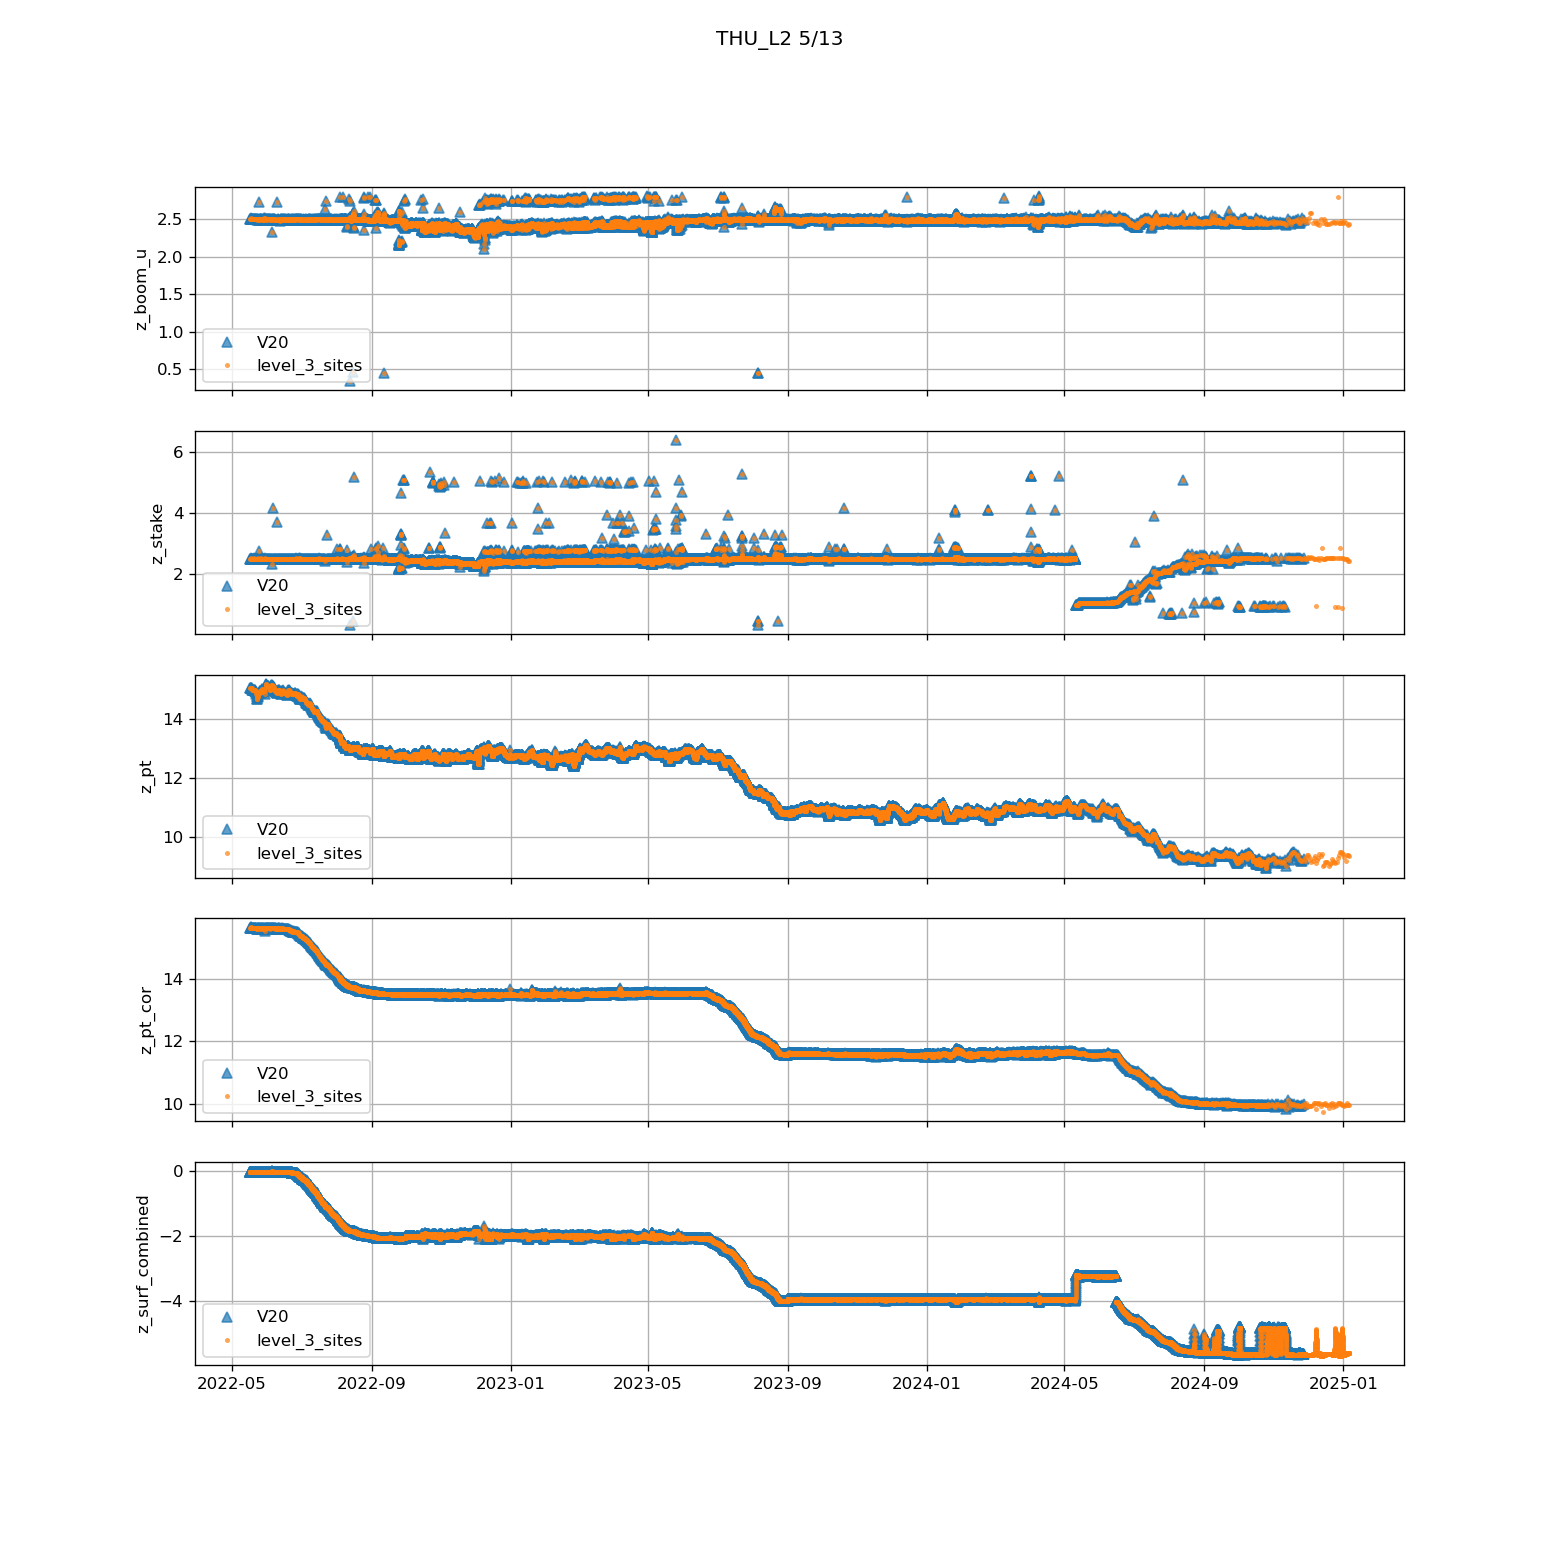 THU_L2 5/13
2.5
2.0
1.5
1.0
0.5
z_boom_u
V20
level_3_sites
6
4
2
z_stake
V20
level_3_sites
14
12
10
z_pt
V20
level_3_sites
14
12
10
z_pt_cor
V20
level_3_sites
0
−2
−4
z_surf_combined
V20
level_3_sites
2022-05 2022-09 2023-01 2023-05 2023-09 2024-01 2024-05 2024-09 2025-01